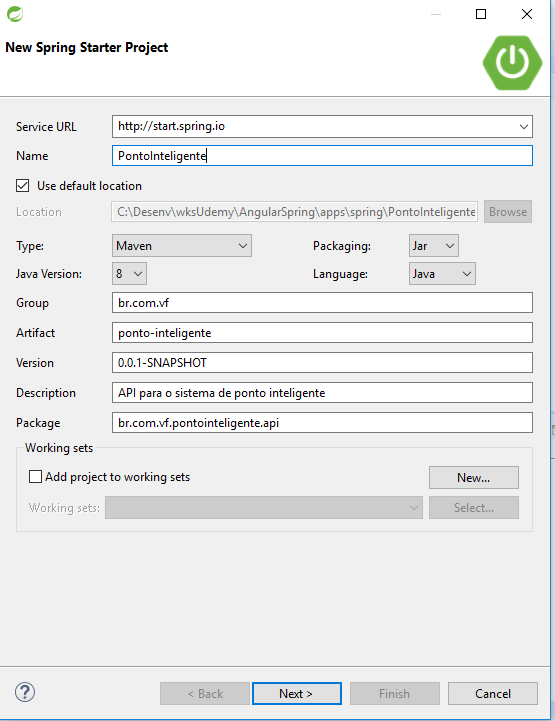 New Spring Starter Project
Service URL http://start.spring.io
Name PontoInteligente
Use default location
Location C:\Desenv\wksUdemy\AngularSpring\apps\spring\PontoInteligente Browse
Type: Maven Packaging: Jar
Java Version: 8 Language: Java
Group br.com.vf
Artifact ponto-inteligente
Version 0.0.1-SNAPSHOT
Description API para o sistema de ponto inteligente
Package br.com.vf.pontointeligente.api
Working sets
Add project to working sets New...
Working sets: Select...
? < Back Next > Finish Cancel